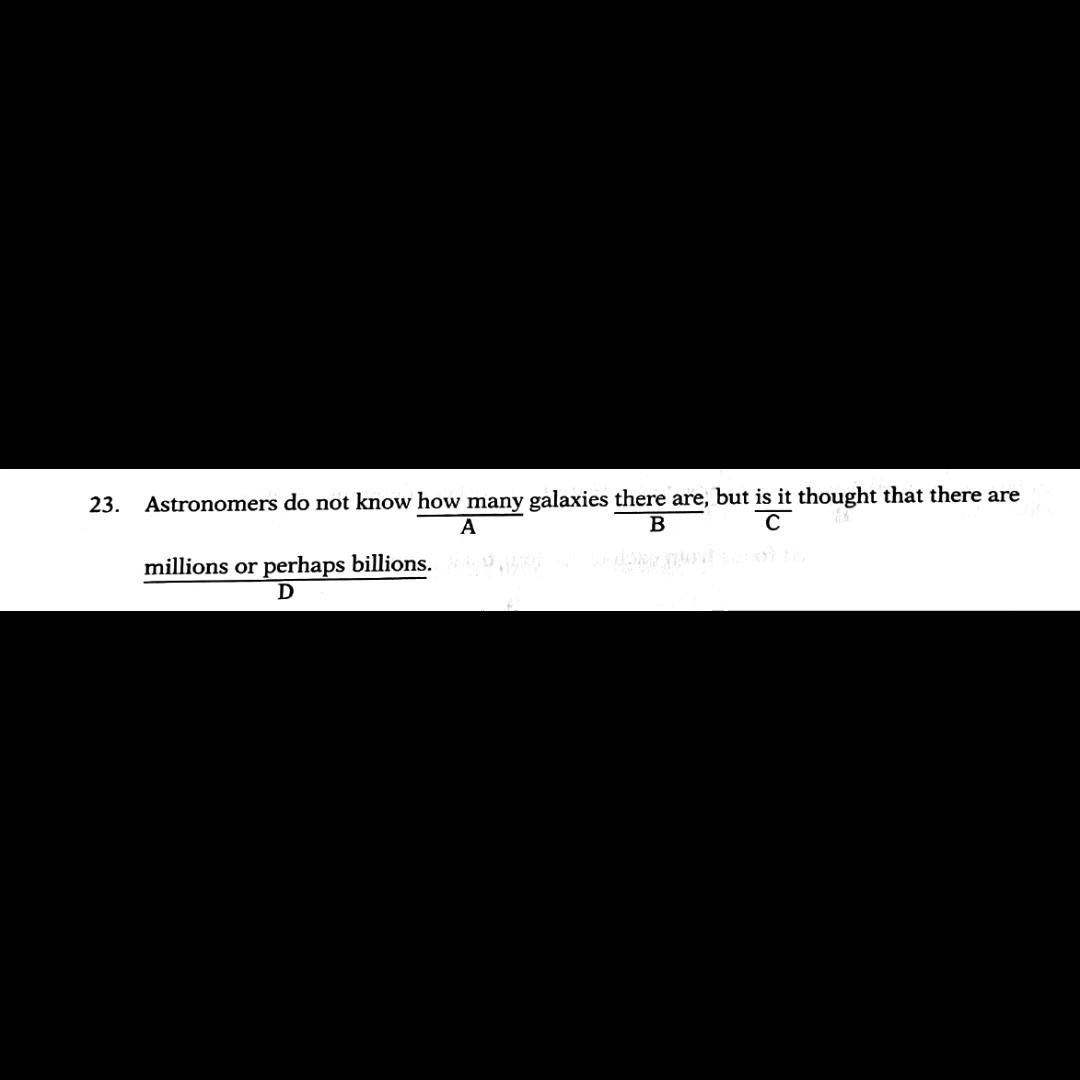 23. Astronomers do not know how many galaxies there are, but is it thought that there are
A B C
millions or perhaps billions.
D